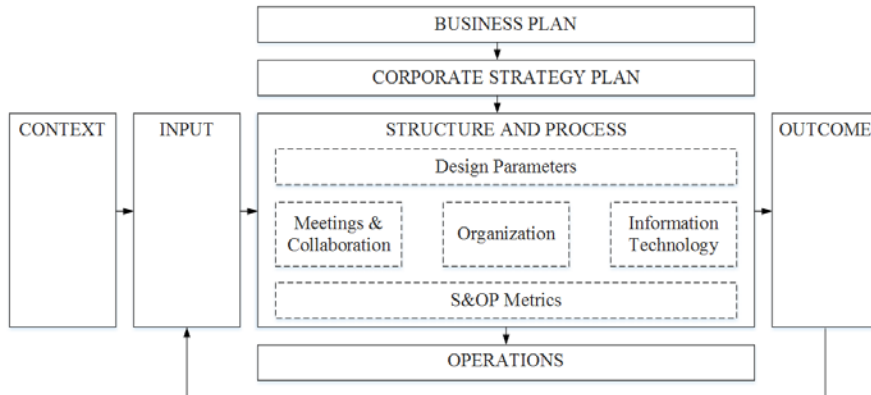 BUSINESS PLAN
CORPORATE STRATEGY PLAN
CONTEXT
INPUT
STRUCTURE AND PROCESS
OUTCOME
Design Parameters
Meetings &
Collaboration
Organization
Information
Technology
S&OP Metrics
OPERATIONS